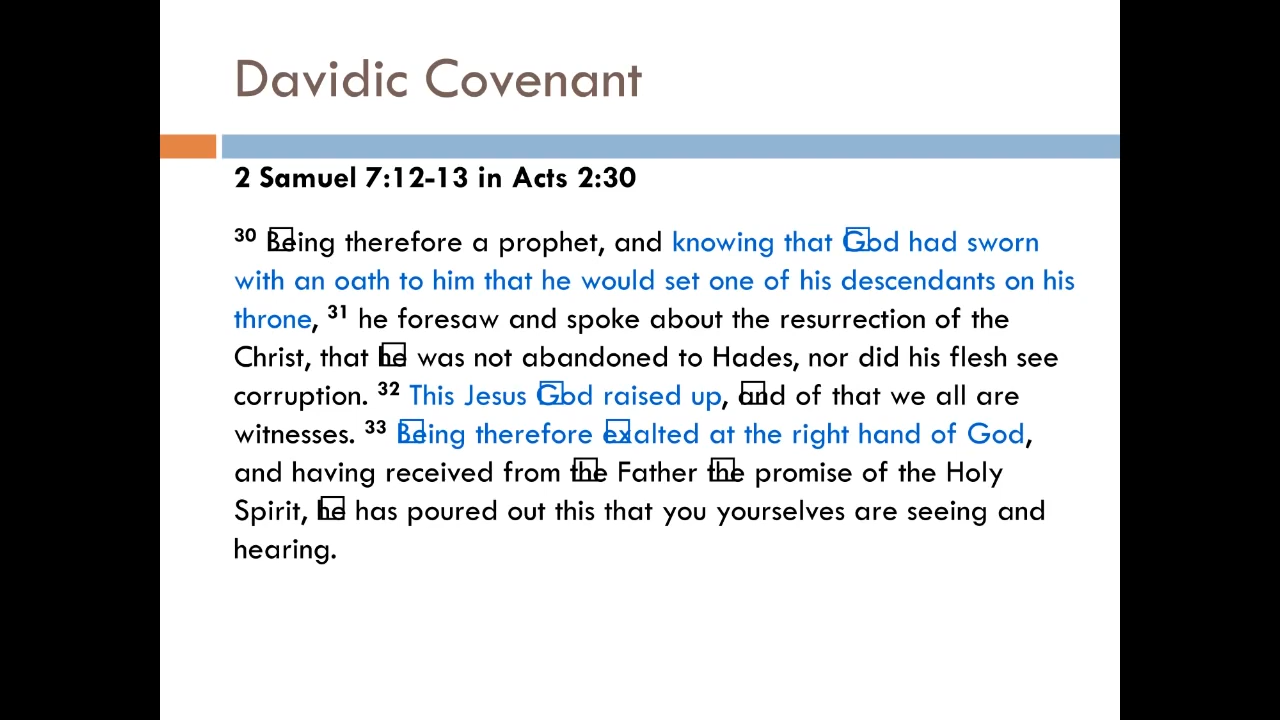 Davidic Covenant
2 Samuel 7:12-13 in Acts 2:30
30 Being therefore a prophet, and knowing that God had sworn
with an oath to him that he would set one of his descendants on his
throne, 31 he foresaw and spoke about the resurrection of the
Christ, that he was not abandoned to Hades, nor did his flesh see
corruption. 32 This Jesus God raised up, and of that we all are
witnesses. 33 Being therefore exalted at the right hand of God,
and having received from the Father the promise of the Holy
Spirit, he has poured out this that you yourselves are seeing and
hearing.